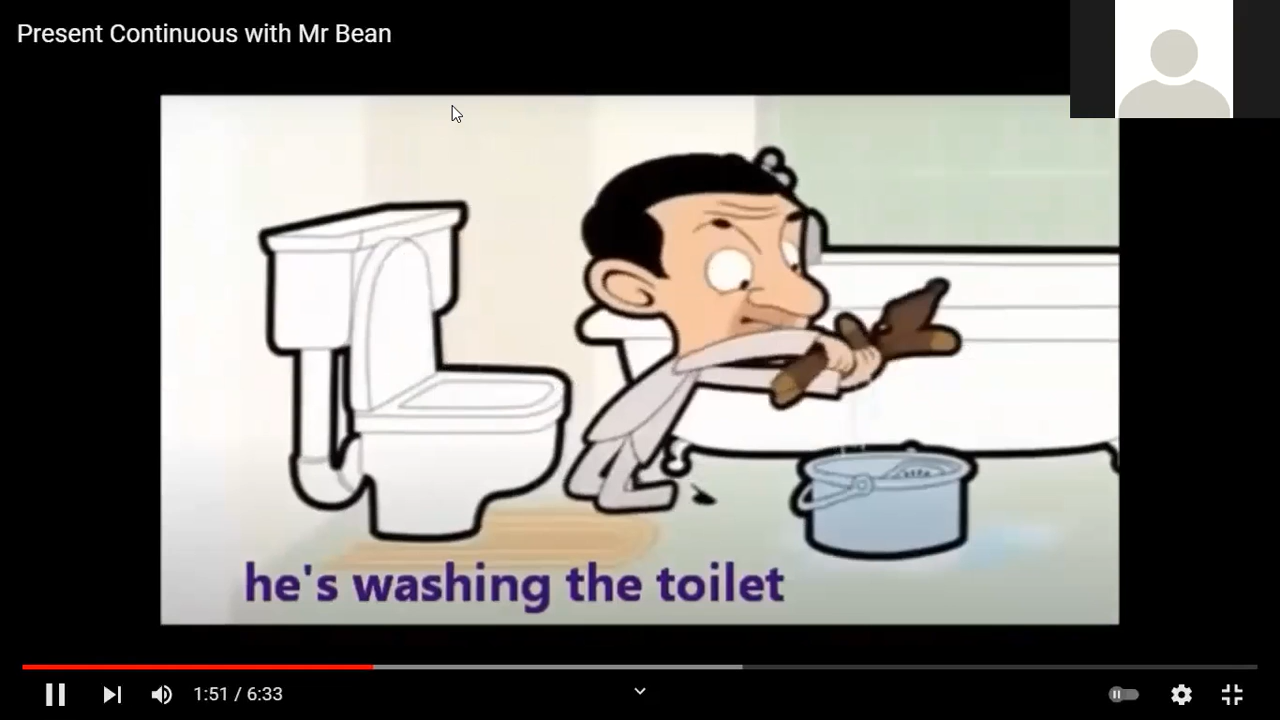 Present Continuous with Mr Bean
he's washing the toilet
1:51 / 6:33